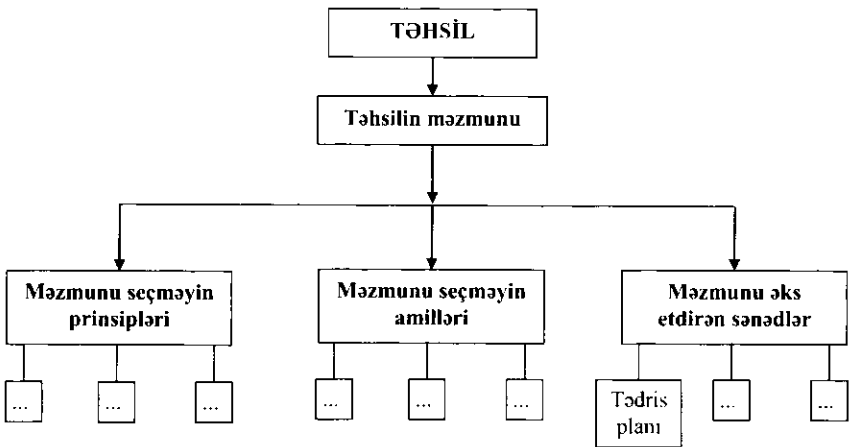 TƏHSİL
Təhsilin məzmunu
Məzmunu seçməyin
prinsipləri
Məzmunu seçməyin
amilləri
Məzmunu əks
etdirən sənədlər
...
...
...
...
...
...
Tədris
planı
...
...